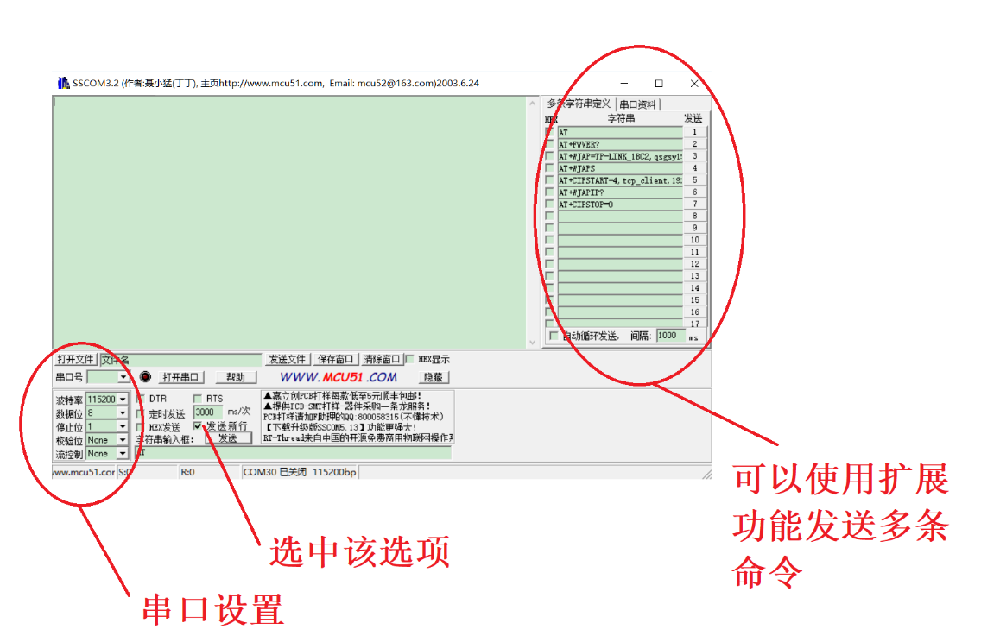 SSCOM3.2 (作者:聂小猛(丁丁), 主页http://www.mcu51.com, Email: mcu52@163.com)2003.6.24
多条字符串定义 串口资料
HEX 字符串 发送
AT 1
AT+FWVER? 2
AT+WJAP=TP-LINK_1BC2, 3
AT+WJAPS 4
AT+CIPSTART=4, tcp_client, 19 5
AT+WJAPIP? 6
AT+CIPSTOP=0 7
8
9
10
11
12
13
14
15
16
17
自动循环发送, 间隔: 1000 ms
打开文件 文件名 发送文件 保存窗口 清除窗口 HEX显示
串口号 打开串口 帮助 WWW.MCU51.COM 隐藏
波特率 115200 DTR RTS
数据位 8 定时发送 3000 ms/次
停止位 1 HEX发送 发送新行
校验位 None 字符串输入框: 发送
流控制 None AT
▲嘉立创PCB打样每款低至5元顺丰包邮!
▲提供PCB-SMT打样-器件采购一条龙服务!
PCB打样请加P助理的QQ:800058315(不懂技术)
【下载升级版SSCOM5.13】功能更强大!
RT-Thread来自中国的开源免费商用物联网操作系
www.mcu51.cor S:0 R:0 COM30 已关闭 115200bp
可以使用扩展
功能发送多条
命令
选中该选项
串口设置